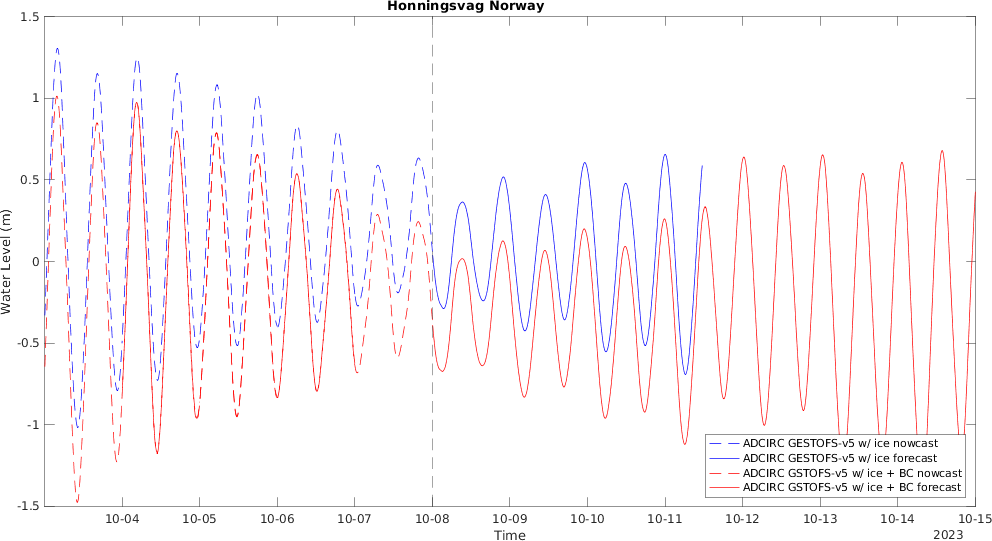 Honningsvag Norway
1.5
1
0.5
0
-0.5
-1
-1.5
Water Level (m)
10-04 10-05 10-06 10-07 10-08 10-09 10-10 10-11 10-12 10-13 10-14 10-15
Time
2023
ADCIRC GESTOFS-v5 w/ ice nowcast
ADCIRC GESTOFS-v5 w/ ice forecast
ADCIRC GSTOFS-v5 w/ ice + BC nowcast
ADCIRC GSTOFS-v5 w/ ice + BC forecast